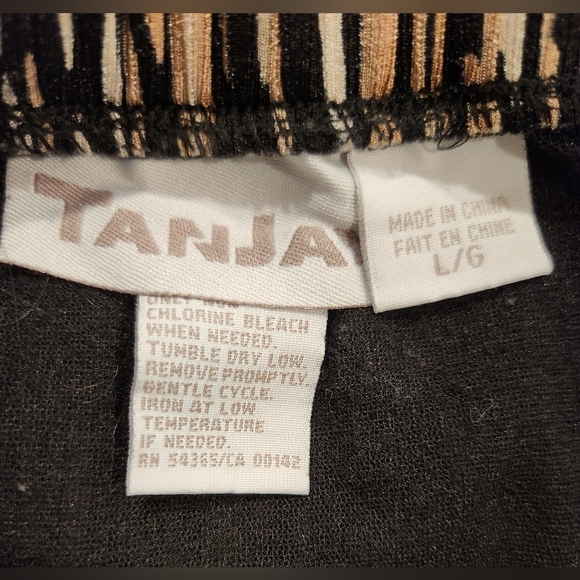 TANJA
MADE IN CHINA
FAIT EN CHINE
L/G
CHLORINE BLEACH
WHEN NEEDED.
TUMBLE DRY LOW.
REMOVE PROMPTLY.
GENTLE CYCLE.
IRON AT LOW
TEMPERATURE
IF NEEDED.
RN 54365/CA 00142